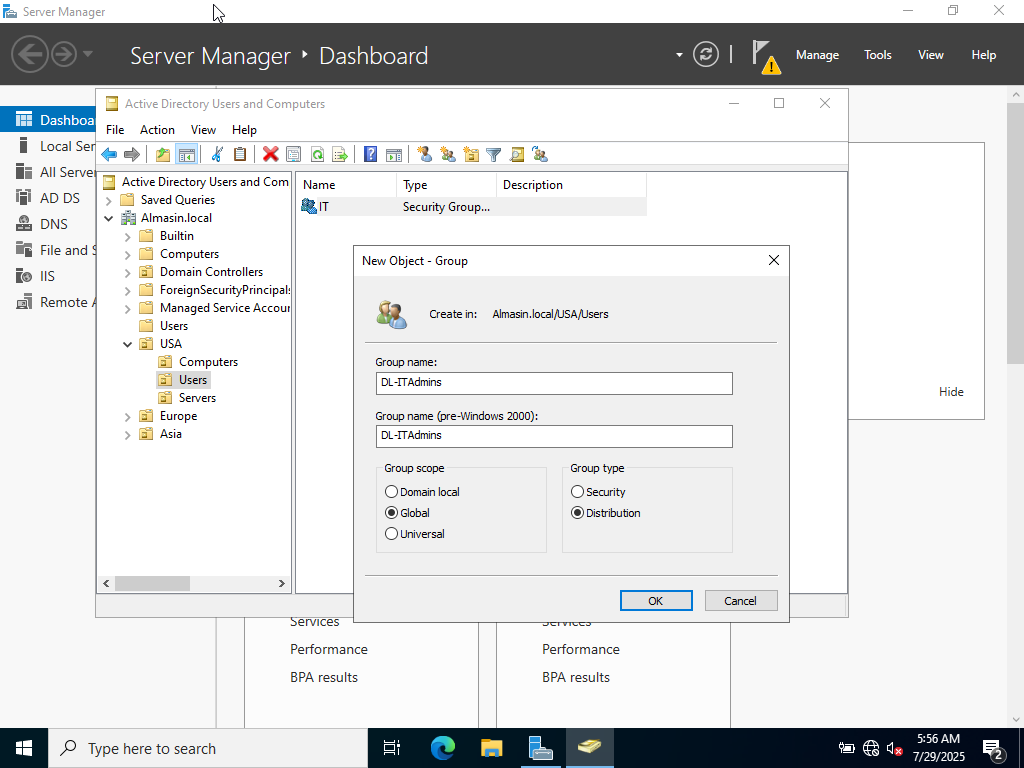 Server Manager
Server Manager ‣ Dashboard
Manage
Tools
View
Help
Active Directory Users and Computers
File
Action
View
Help
Dashboa
Local Ser
All Server
AD DS
DNS
File and S
IIS
Remote A
Active Directory Users and Com
Saved Queries
Almasin.local
Builtin
Computers
Domain Controllers
ForeignSecurityPrincipals
Managed Service Accour
Users
USA
Computers
Users
Servers
Europe
Asia
Name
Type
Description
IT
Security Group...
New Object - Group
Create in:
Almasin.local/USA/Users
Group name:
DL-ITAdmins
Group name (pre-Windows 2000):
DL-ITAdmins
Group scope
Domain local
Global
Universal
Group type
Security
Distribution
OK
Cancel
Hide
Services
Performance
BPA results
Services
Performance
BPA results
Type here to search
5:56 AM
7/29/2025
2